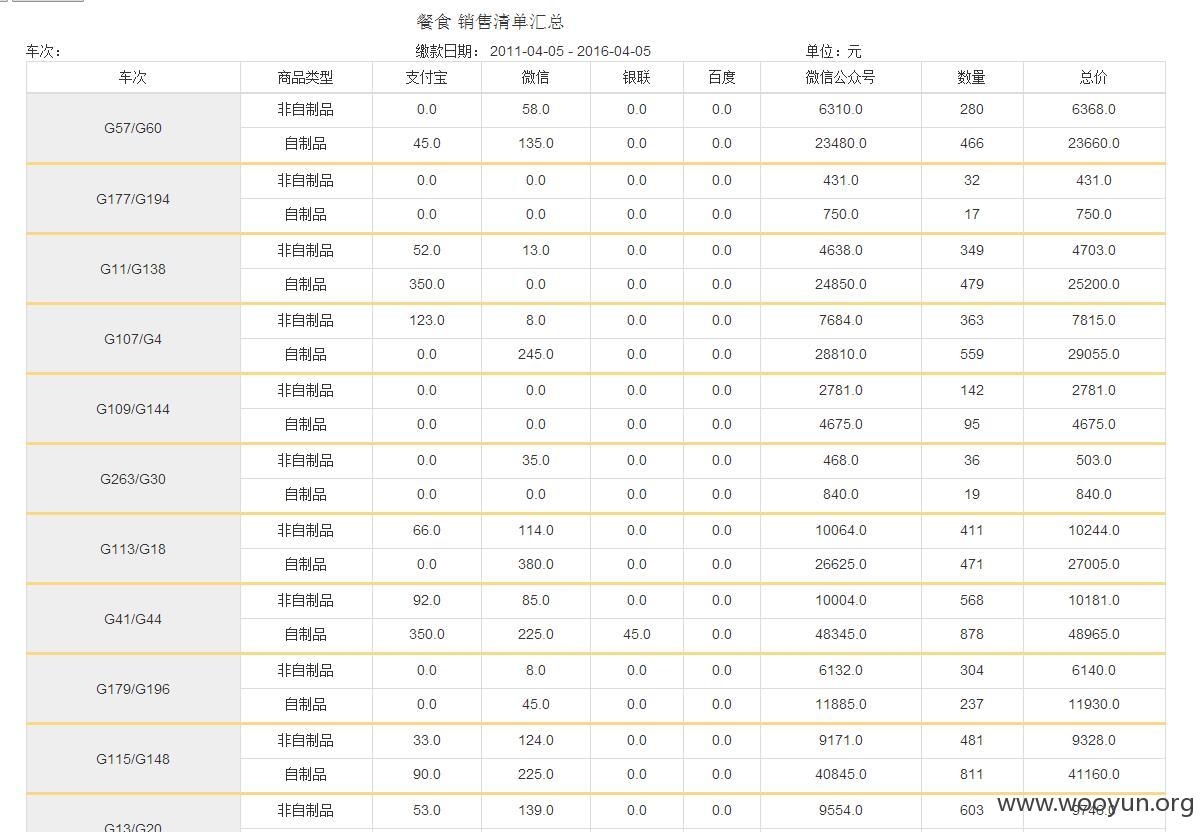 餐食 销售清单汇总
车次： 缴款日期： 2011-04-05 - 2016-04-05 单位：元
车次 商品类型 支付宝 微信 银联 百度 微信公众号 数量 总价
G57/G60 非自制品 0.0 58.0 0.0 0.0 6310.0 280 6368.0
自制品 45.0 135.0 0.0 0.0 23480.0 466 23660.0
G177/G194 非自制品 0.0 0.0 0.0 0.0 431.0 32 431.0
自制品 0.0 0.0 0.0 0.0 750.0 17 750.0
G11/G138 非自制品 52.0 13.0 0.0 0.0 4638.0 349 4703.0
自制品 350.0 0.0 0.0 0.0 24850.0 479 25200.0
G107/G4 非自制品 123.0 8.0 0.0 0.0 7684.0 363 7815.0
自制品 0.0 245.0 0.0 0.0 28810.0 559 29055.0
G109/G144 非自制品 0.0 0.0 0.0 0.0 2781.0 142 2781.0
自制品 0.0 0.0 0.0 0.0 4675.0 95 4675.0
G263/G30 非自制品 0.0 35.0 0.0 0.0 468.0 36 503.0
自制品 0.0 0.0 0.0 0.0 840.0 19 840.0
G113/G18 非自制品 66.0 114.0 0.0 0.0 10064.0 411 10244.0
自制品 0.0 380.0 0.0 0.0 26625.0 471 27005.0
G41/G44 非自制品 92.0 85.0 0.0 0.0 10004.0 568 10181.0
自制品 350.0 225.0 45.0 0.0 48345.0 878 48965.0
G179/G196 非自制品 0.0 8.0 0.0 0.0 6132.0 304 6140.0
自制品 0.0 45.0 0.0 0.0 11885.0 237 11930.0
G115/G148 非自制品 33.0 124.0 0.0 0.0 9171.0 481 9328.0
自制品 90.0 225.0 0.0 0.0 40845.0 811 41160.0
G13/G20 非自制品 53.0 139.0 0.0 0.0 9554.0 603 9746.0
www.wooyun.org